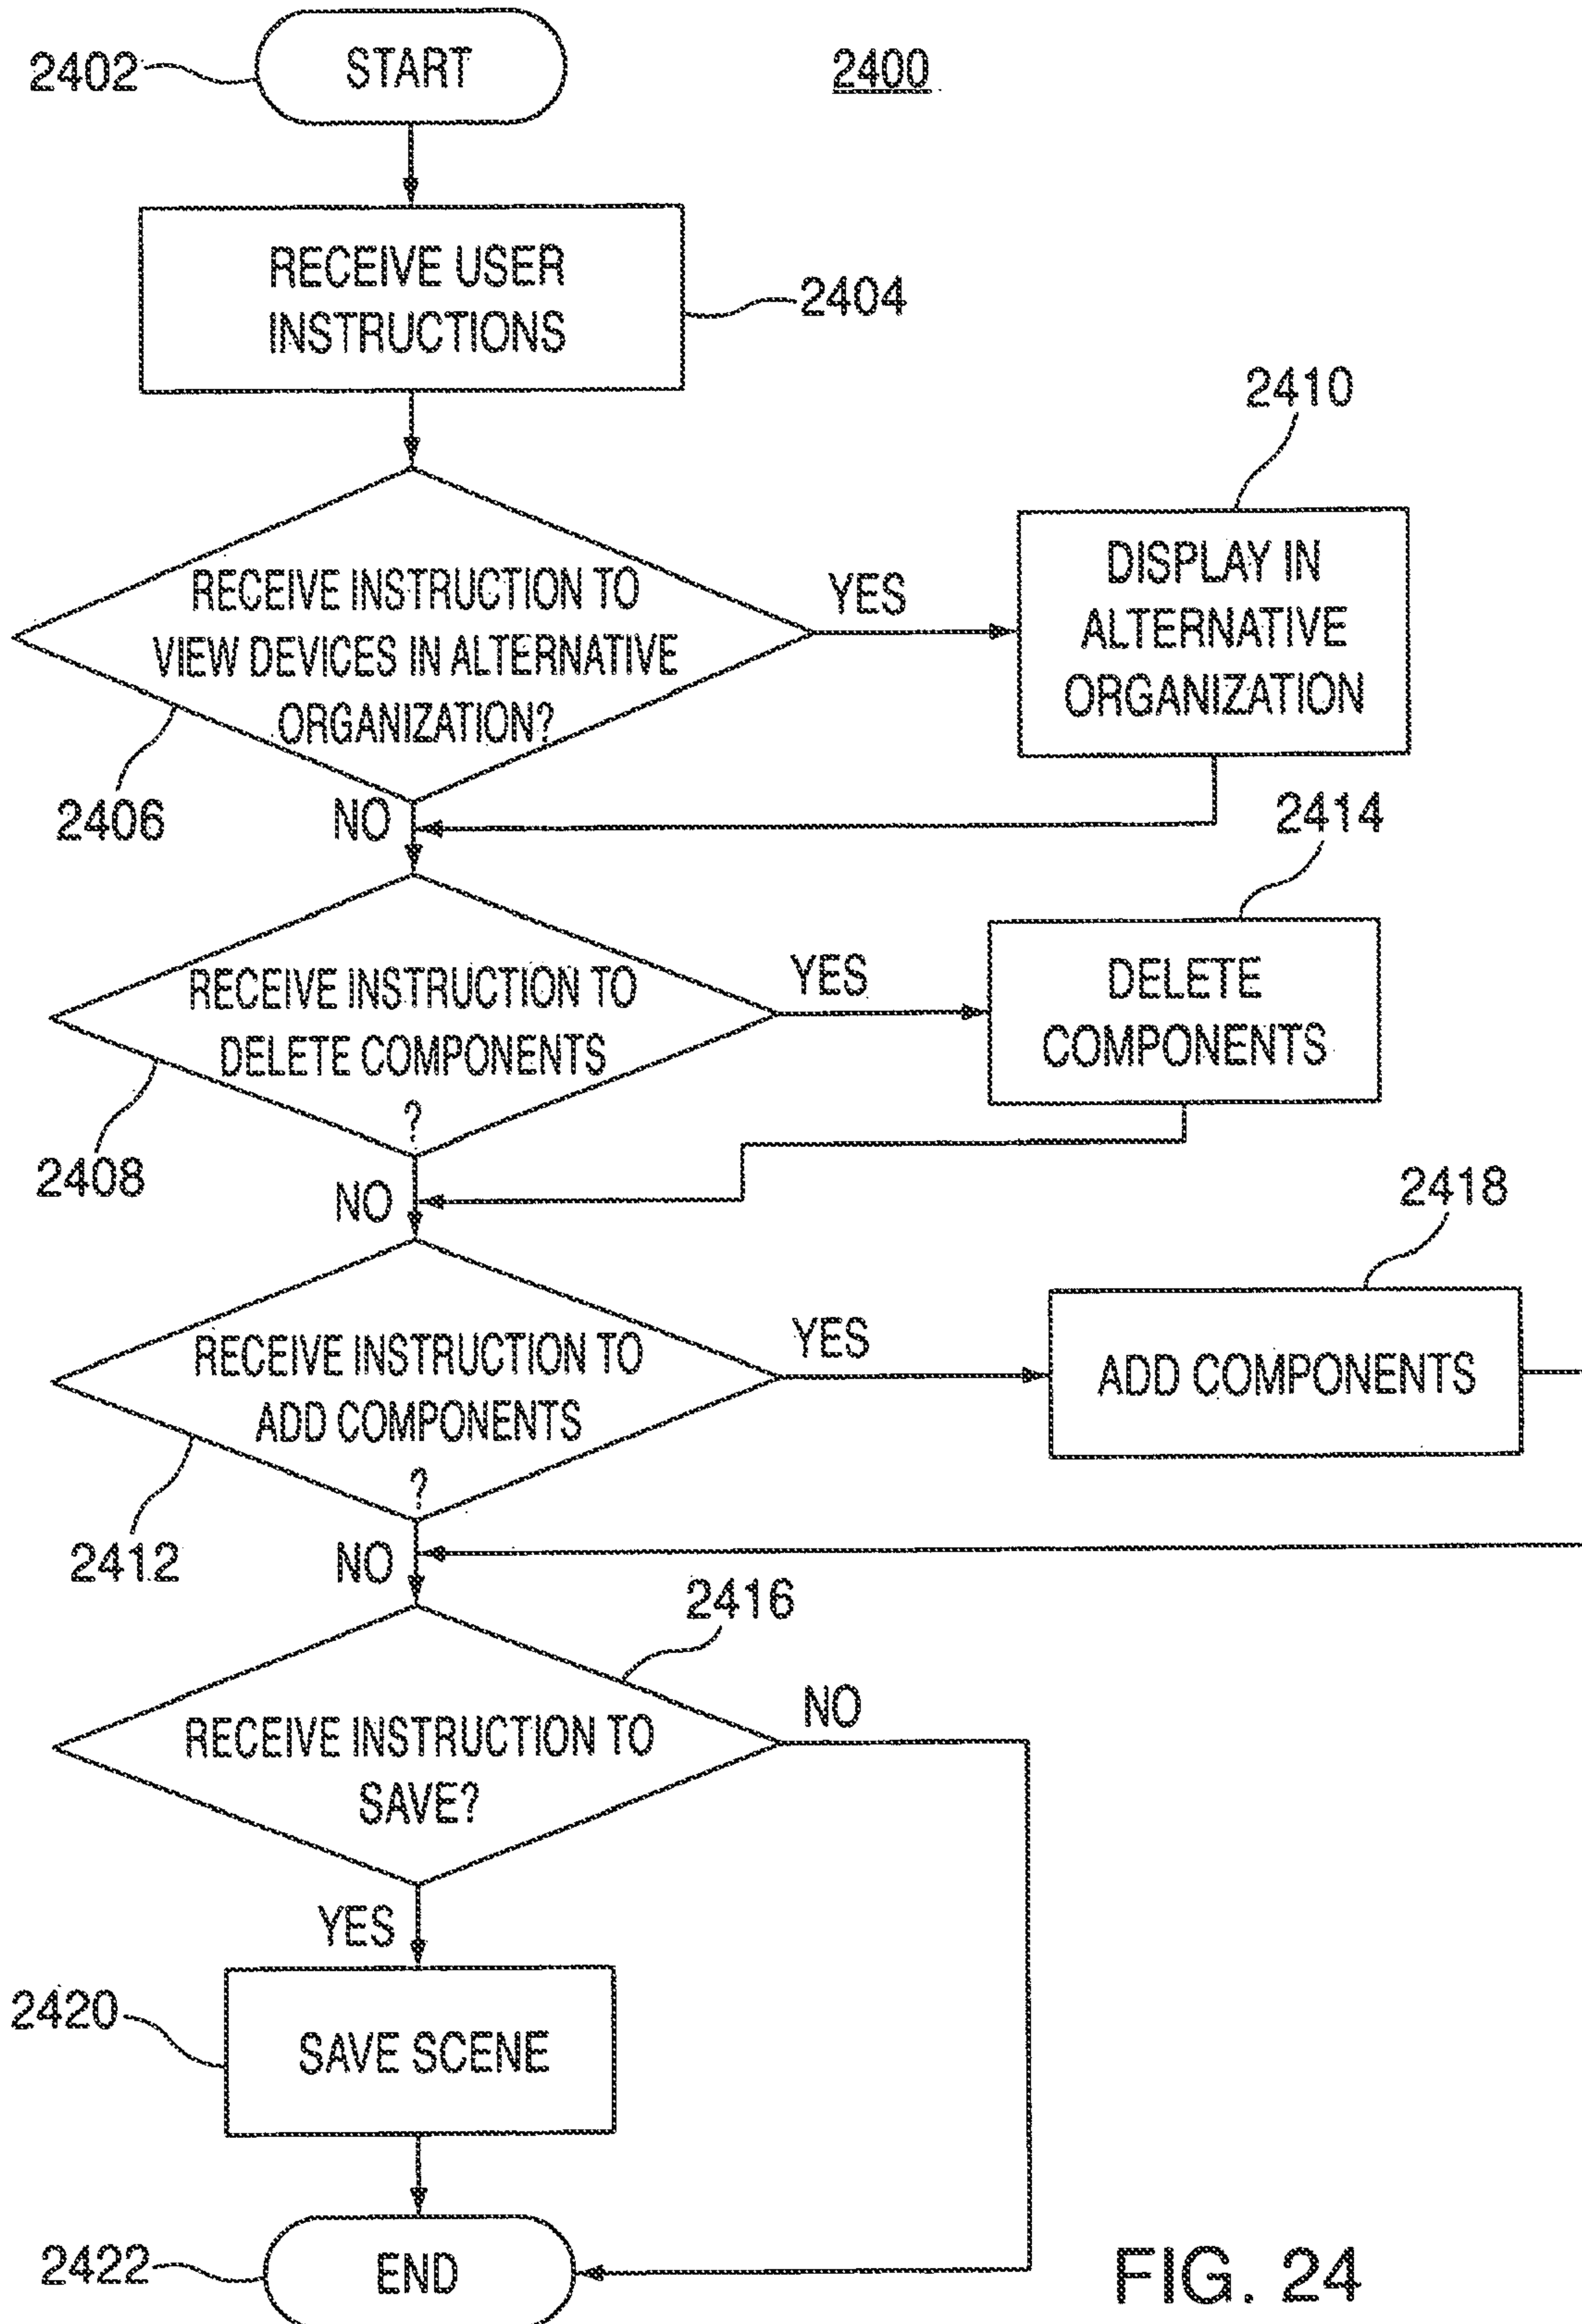 2402
START
2400
RECEIVE USER
INSTRUCTIONS
2404
2410
RECEIVE INSTRUCTION TO
VIEW DEVICES IN ALTERNATIVE
ORGANIZATION?
YES
DISPLAY IN
ALTERNATIVE
ORGANIZATION
2406
NO
2414
RECEIVE INSTRUCTION TO
DELETE COMPONENTS
?
YES
DELETE
COMPONENTS
2408
NO
2418
RECEIVE INSTRUCTION TO
ADD COMPONENTS
?
YES
ADD COMPONENTS
2412
NO
2416
RECEIVE INSTRUCTION TO
SAVE?
NO
YES
2420
SAVE SCENE
2422
END
FIG. 24